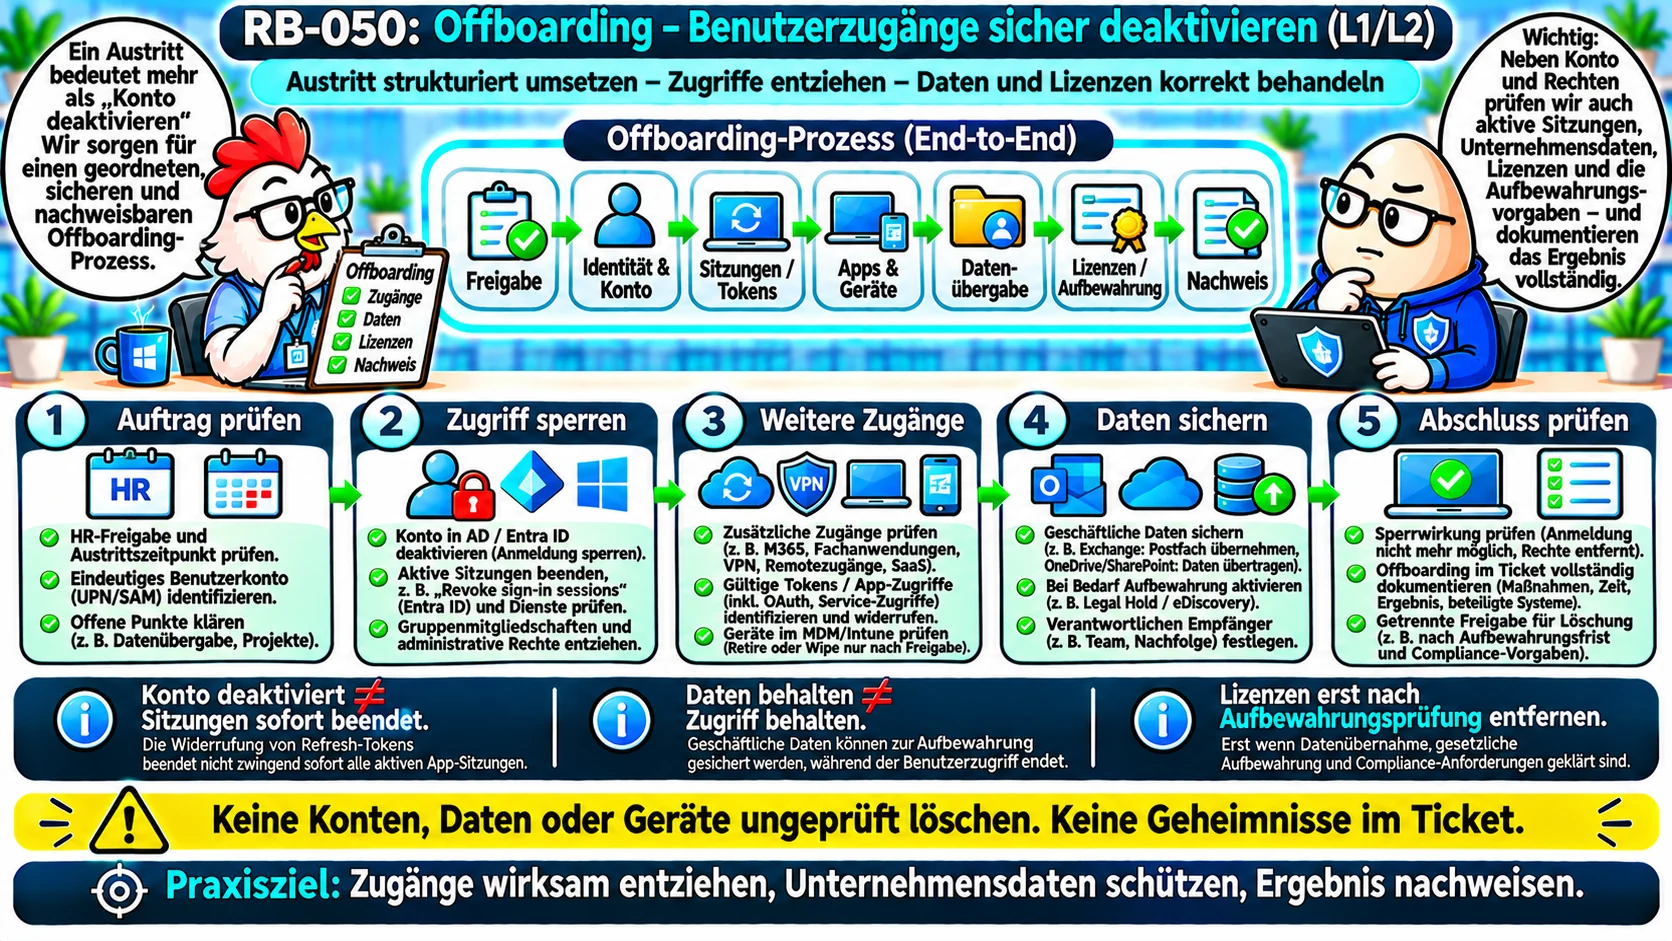 RB-050: Offboarding – Benutzerzugänge sicher deaktivieren (L1/L2)
Austritt strukturiert umsetzen – Zugriffe entziehen – Daten und Lizenzen korrekt behandeln
Ein Austritt
bedeutet mehr
als „Konto
deaktivieren“
Wir sorgen für
einen geordneten,
sicheren und
nachweisbaren
Offboarding-
Prozess.
Wichtig:
Neben Konto
und Rechten
prüfen wir auch
aktive Sitzungen,
Unternehmensdaten,
Lizenzen und die
Aufbewahrungs-
vorgaben – und
dokumentieren
das Ergebnis
vollständig.
Offboarding-Prozess (End-to-End)
Freigabe
Identität &
Konto
Sitzungen /
Tokens
Apps &
Geräte
Daten-
übergabe
Lizenzen /
Aufbewahrung
Nachweis
Offboarding
Zugänge
Daten
Lizenzen
Nachweis
1 Auftrag prüfen
HR
HR-Freigabe und
Austrittszeitpunkt prüfen.
Eindeutiges Benutzerkonto
(UPN/SAM) identifizieren.
Offene Punkte klären
(z. B. Datenübergabe, Projekte).
2 Zugriff sperren
Konto in AD / Entra ID
deaktivieren (Anmeldung sperren).
Aktive Sitzungen beenden,
z. B. „Revoke sign-in sessions“
(Entra ID) und Dienste prüfen.
Gruppenmitgliedschaften und
administrative Rechte entziehen.
3 Weitere Zugänge
VPN
Zusätzliche Zugänge prüfen
(z. B. M365, Fachanwendungen,
VPN, Remotezugänge, SaaS).
Gültige Tokens / App-Zugriffe
(inkl. OAuth, Service-Zugriffe)
identifizieren und widerrufen.
Geräte im MDM/Intune prüfen
(Retire oder Wipe nur nach Freigabe).
4 Daten sichern
O
Geschäftliche Daten sichern
(z. B. Exchange: Postfach übernehmen,
OneDrive/SharePoint: Daten übertragen).
Bei Bedarf Aufbewahrung aktivieren
(z. B. Legal Hold / eDiscovery).
Verantwortlichen Empfänger
(z. B. Team, Nachfolge) festlegen.
5 Abschluss prüfen
Sperrwirkung prüfen (Anmeldung
nicht mehr möglich, Rechte entfernt).
Offboarding im Ticket vollständig
dokumentieren (Maßnahmen, Zeit,
Ergebnis, beteiligte Systeme).
Getrennte Freigabe für Löschung
(z. B. nach Aufbewahrungsfrist
und Compliance-Vorgaben).
i
Konto deaktiviert ≠
Sitzungen sofort beendet.
Die Widerrufung von Refresh-Tokens
beendet nicht zwingend sofort alle aktiven App-Sitzungen.
i
Daten behalten ≠
Zugriff behalten.
Geschäftliche Daten können zur Aufbewahrung
gesichert werden, während der Benutzerzugriff endet.
i
Lizenzen erst nach
Aufbewahrungsprüfung entfernen.
Erst wenn Datenübernahme, gesetzliche
Aufbewahrung und Compliance-Anforderungen geklärt sind.
Keine Konten, Daten oder Geräte ungeprüft löschen. Keine Geheimnisse im Ticket.
Praxisziel: Zugänge wirksam entziehen, Unternehmensdaten schützen, Ergebnis nachweisen.